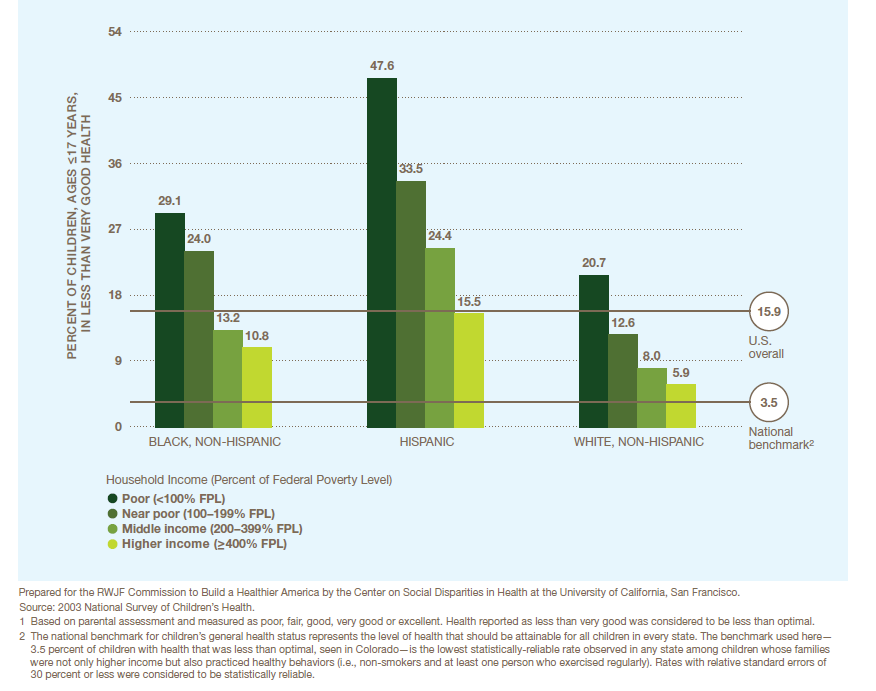 54
45
36
27
18
9
0
PERCENT OF CHILDREN, AGES ≤17 YEARS,
IN LESS THAN VERY GOOD HEALTH
29.1
24.0
13.2
10.8
47.6
33.5
24.4
15.5
20.7
12.6
8.0
5.9
15.9
U.S.
overall
3.5
National
benchmark²
BLACK, NON-HISPANIC
HISPANIC
WHITE, NON-HISPANIC
Household Income (Percent of Federal Poverty Level)
Poor (<100% FPL)
Near poor (100–199% FPL)
Middle income (200–399% FPL)
Higher income (≥400% FPL)
Prepared for the RWJF Commission to Build a Healthier America by the Center on Social Disparities in Health at the University of California, San Francisco.
Source: 2003 National Survey of Children's Health.
1 Based on parental assessment and measured as poor, fair, good, very good or excellent. Health reported as less than very good was considered to be less than optimal.
2 The national benchmark for children's general health status represents the level of health that should be attainable for all children in every state. The benchmark used here—
3.5 percent of children with health that was less than optimal, seen in Colorado—is the lowest statistically-reliable rate observed in any state among children whose families
were not only higher income but also practiced healthy behaviors (i.e., non-smokers and at least one person who exercised regularly). Rates with relative standard errors of
30 percent or less were considered to be statistically reliable.